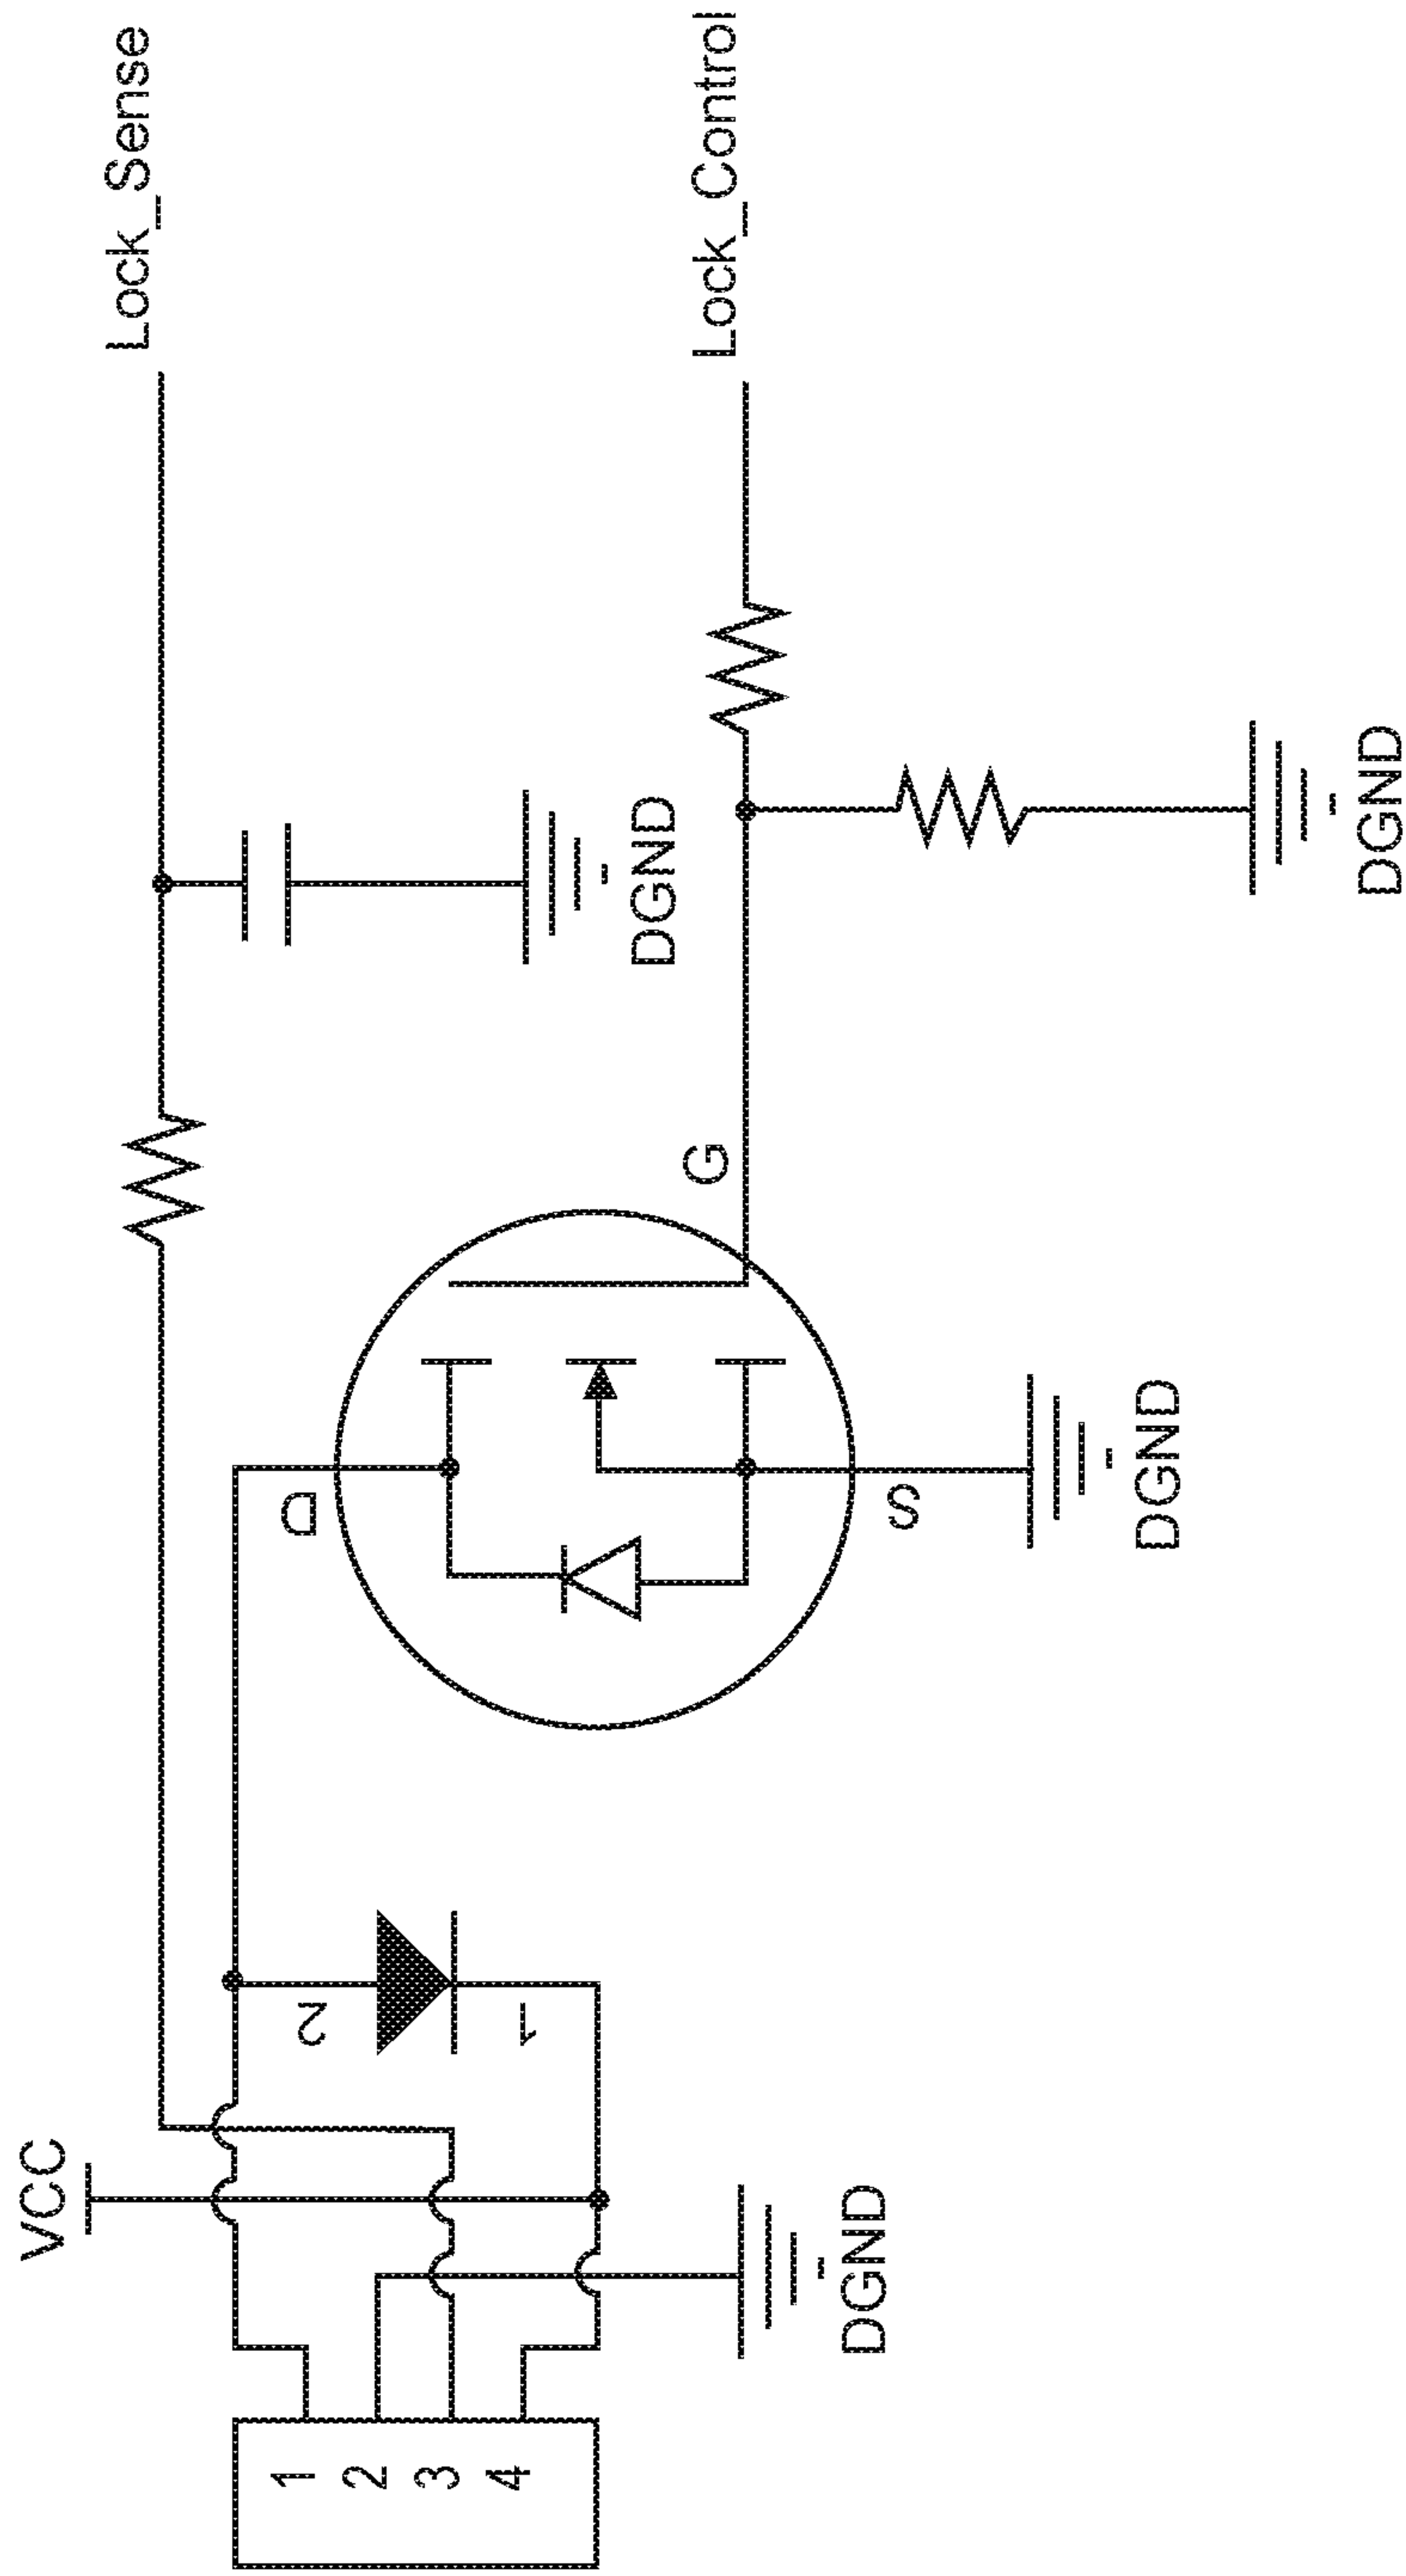 VCC
1
2
3
4
DGND
2
1
D
S
G
DGND
DGND
DGND
Lock_Sense
Lock_Control